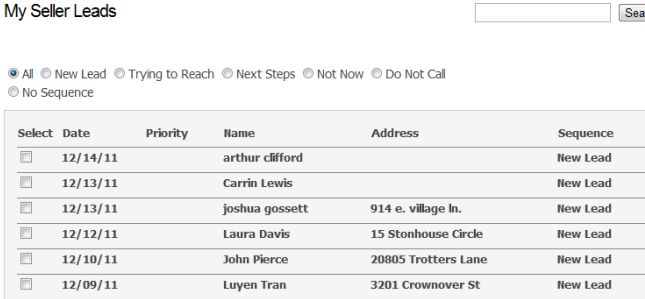 My Seller Leads
All New Lead Trying to Reach Next Steps Not Now Do Not Call
No Sequence
Select Date Priority Name Address Sequence
12/14/11 arthur clifford New Lead
12/13/11 Carrin Lewis New Lead
12/13/11 joshua gossett 914 e. village ln. New Lead
12/12/11 Laura Davis 15 Stonhouse Circle New Lead
12/10/11 John Pierce 20805 Trotters Lane New Lead
12/09/11 Luyen Tran 3201 Crownover St New Lead